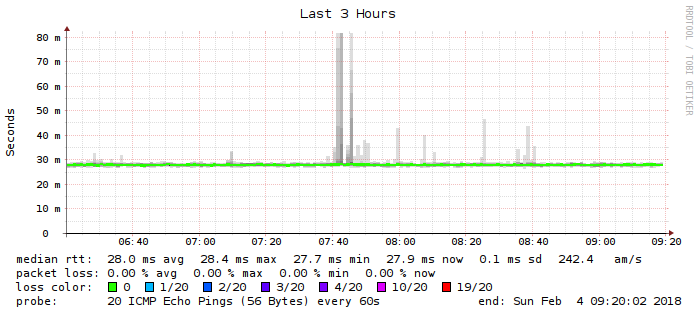 Last 3 Hours
RRDTOOL / TOBI OETIKER
Seconds
80 m
70 m
60 m
50 m
40 m
30 m
20 m
10 m
0
06:40 07:00 07:20 07:40 08:00 08:20 08:40 09:00 09:20
median rtt: 28.0 ms avg 28.4 ms max 27.7 ms min 27.9 ms now 0.1 ms sd 242.4 am/s
packet loss: 0.00 % avg 0.00 % max 0.00 % min 0.00 % now
loss color: 0 1/20 2/20 3/20 4/20 10/20 19/20
probe: 20 ICMP Echo Pings (56 Bytes) every 60s end: Sun Feb 4 09:20:02 2018